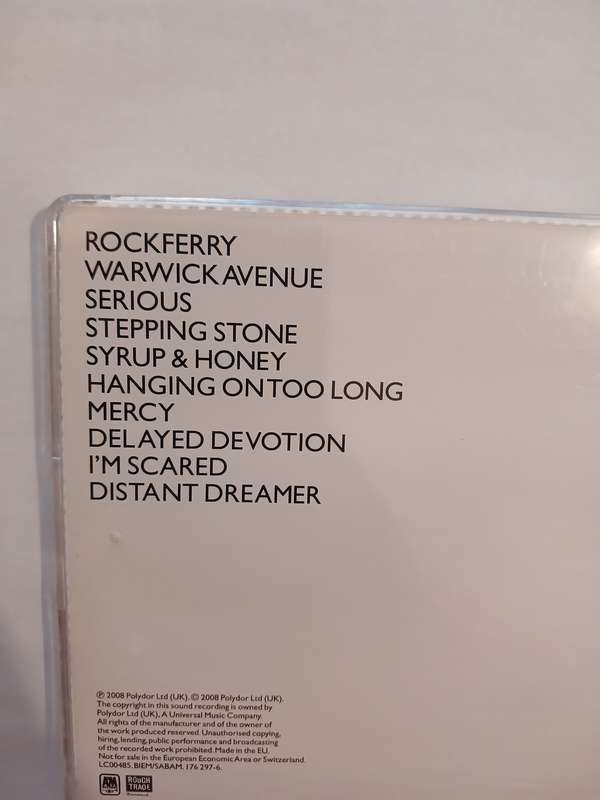 ROCKFERRY
WARWICK AVENUE
SERIOUS
STEPPING STONE
SYRUP & HONEY
HANGING ON TOO LONG
MERCY
DELAYED DEVOTION
I'M SCARED
DISTANT DREAMER
℗ 2008 Polydor Ltd (UK). © 2008 Polydor Ltd (UK).
The copyright in this sound recording is owned by
Polydor Ltd (UK), A Universal Music Company.
All rights of the manufacturer and of the owner of
the work produced reserved. Unauthorised copying,
hiring, lending, public performance and broadcasting
of the recorded work prohibited. Made in the EU.
Not for sale in the European Economic Area or Switzerland.
LC00485. BIEM/SABAM. 176 297-6.
A&M
ROUGH
TRADE